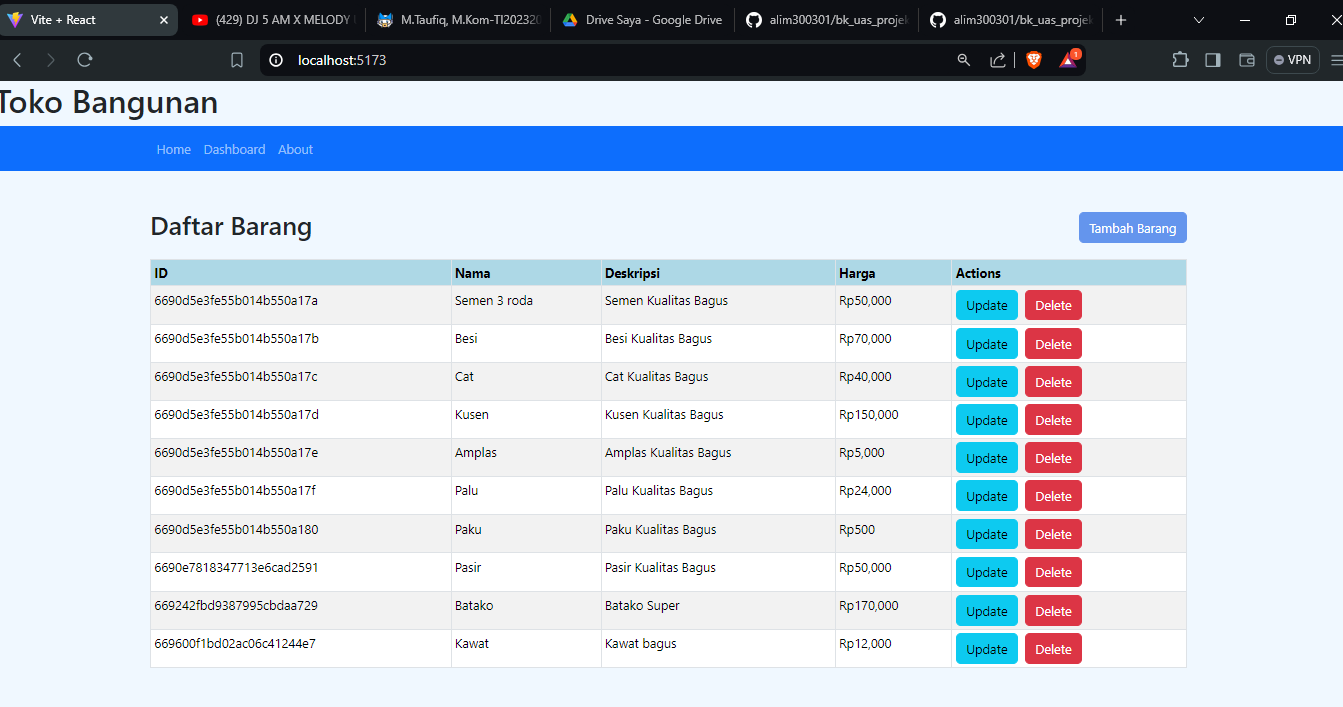 Vite + React
(429) DJ 5 AM X MELODY
M.Taufiq, M.Kom-TI20232
Drive Saya - Google Drive
alim300301/bk_uas_projek
alim300301/bk_uas_projek
localhost:5173
1
VPN
Toko Bangunan
Home Dashboard About
Daftar Barang
Tambah Barang
ID Nama Deskripsi Harga Actions
6690d5e3fe55b014b550a17a Semen 3 roda Semen Kualitas Bagus Rp50,000 Update Delete
6690d5e3fe55b014b550a17b Besi Besi Kualitas Bagus Rp70,000 Update Delete
6690d5e3fe55b014b550a17c Cat Cat Kualitas Bagus Rp40,000 Update Delete
6690d5e3fe55b014b550a17d Kusen Kusen Kualitas Bagus Rp150,000 Update Delete
6690d5e3fe55b014b550a17e Amplas Amplas Kualitas Bagus Rp5,000 Update Delete
6690d5e3fe55b014b550a17f Palu Palu Kualitas Bagus Rp24,000 Update Delete
6690d5e3fe55b014b550a180 Paku Paku Kualitas Bagus Rp500 Update Delete
6690e7818347713e6cad2591 Pasir Pasir Kualitas Bagus Rp50,000 Update Delete
669242fbd9387995cbdaa729 Batako Batako Super Rp170,000 Update Delete
669600f1bd02ac06c41244e7 Kawat Kawat bagus Rp12,000 Update Delete